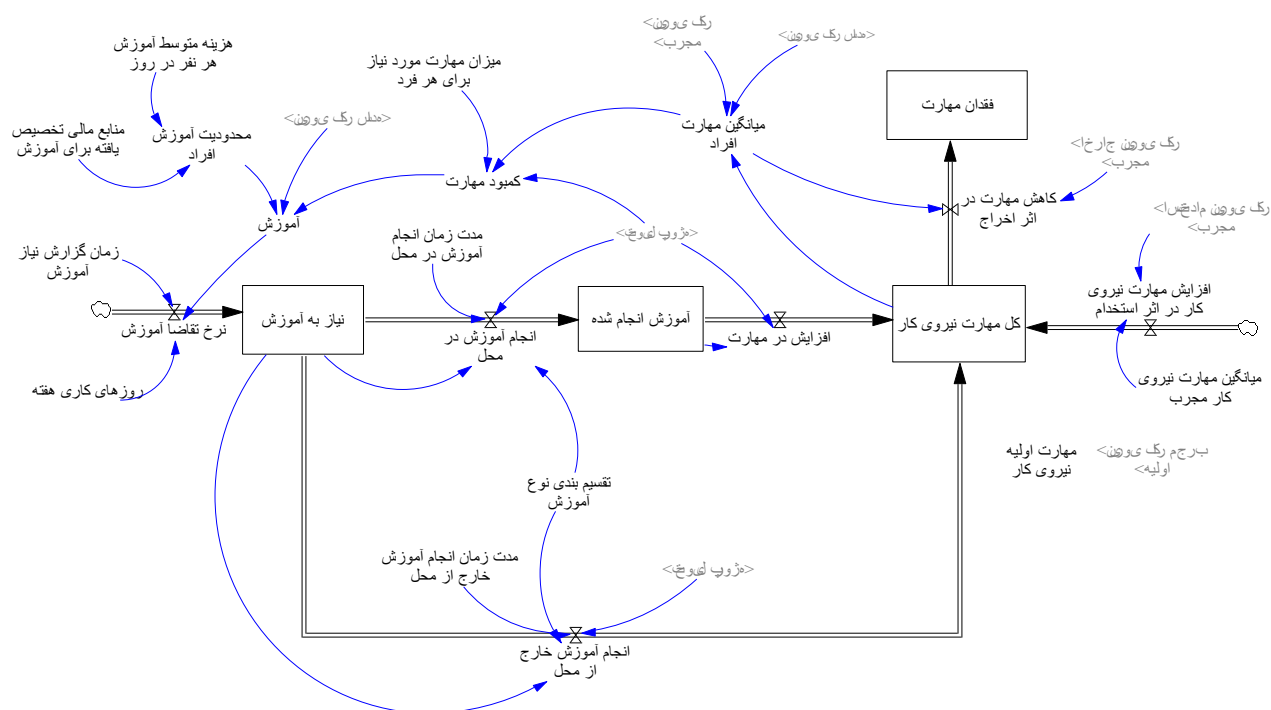 هزینه متوسط آموزش
هر نفر در روز
منابع مالی تخصیص
یافته برای آموزش
محدودیت آموزش
افراد
میزان مهارت مورد نیاز
برای هر فرد
میانگین مهارت
افراد
فقدان مهارت
کمبود مهارت
آموزش
زمان گزارش نیاز
آموزش
نرخ تقاضا آموزش
روزهای کاری هفته
نیاز به آموزش
مدت زمان انجام
آموزش در محل
انجام آموزش در
محل
آموزش انجام شده
افزایش در مهارت
کل مهارت نیروی کار
کاهش مهارت در
اثر اخراج
افزایش مهارت نیروی
کار در اثر استخدام
میانگین مهارت نیروی
کار مجرب
مهارت اولیه
نیروی کار
تقسیم بندی نوع
آموزش
مدت زمان انجام آموزش
خارج از محل
انجام آموزش خارج
از محل